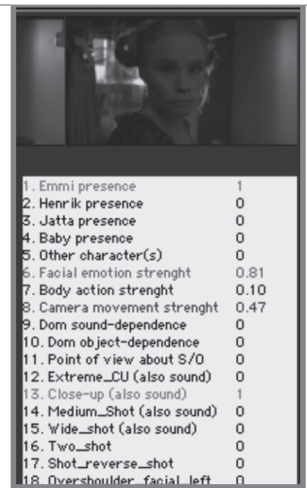 1. Emmi presence 1
2. Henrik presence 0
3. Jatta presence 0
4. Baby presence 0
5. Other character(s) 0
6. Facial emotion strenght 0.81
7. Body action strenght 0.10
8. Camera movement strenght 0.47
9. Dom sound-dependence 0
10. Dom object-dependence 0
11. Point of view about S/O 0
12. Extreme_CU (also sound) 0
13. Close-up (also sound) 1
14. Medium_Shot (also sound) 0
15. Wide_shot (also sound) 0
16. Two_shot 0
17. Shot_reverse_shot 0
18. Overshoulder_facial_left 0